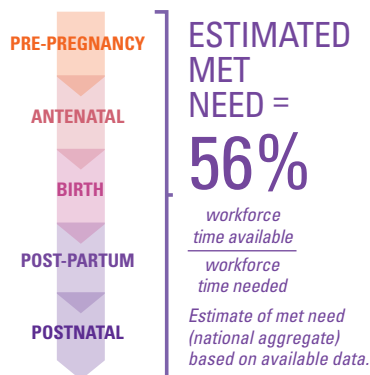 PRE-PREGNANCY
ANTENATAL
BIRTH
POST-PARTUM
POSTNATAL
ESTIMATED
MET
NEED =
56%
workforce
time available
workforce
time needed
Estimate of met need
(national aggregate)
based on available data.